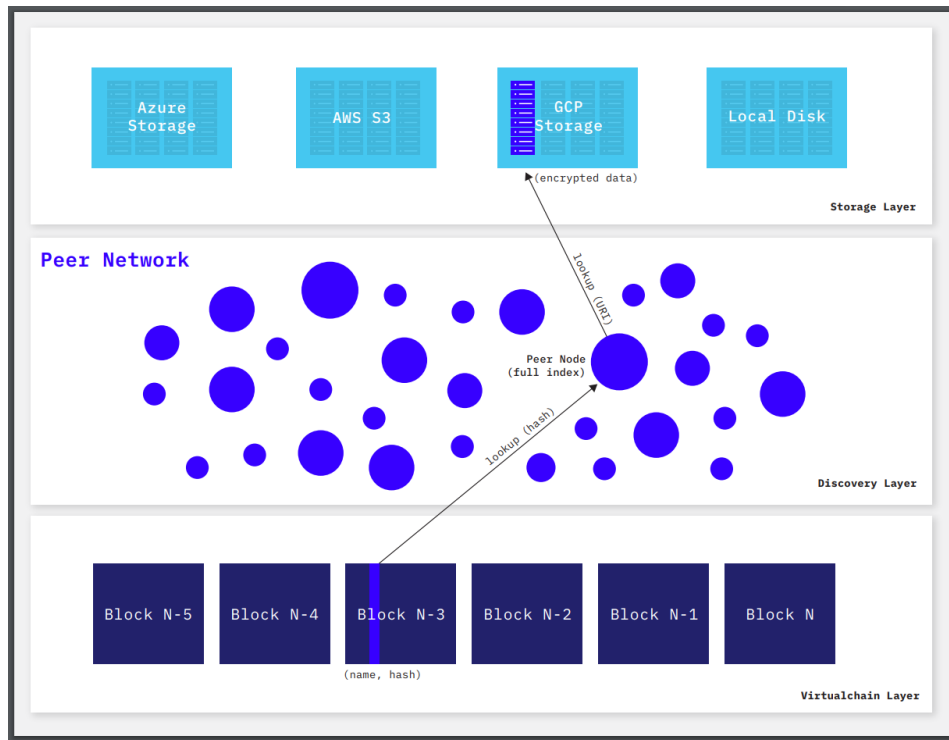 Azure
Storage
AWS S3
GCP
Storage
Local Disk
(encrypted data)
Storage Layer
Peer Network
lookup (URI)
Peer Node
(full index)
lookup (hash)
Discovery Layer
Block N-5
Block N-4
Block N-3
Block N-2
Block N-1
Block N
(name, hash)
Virtualchain Layer